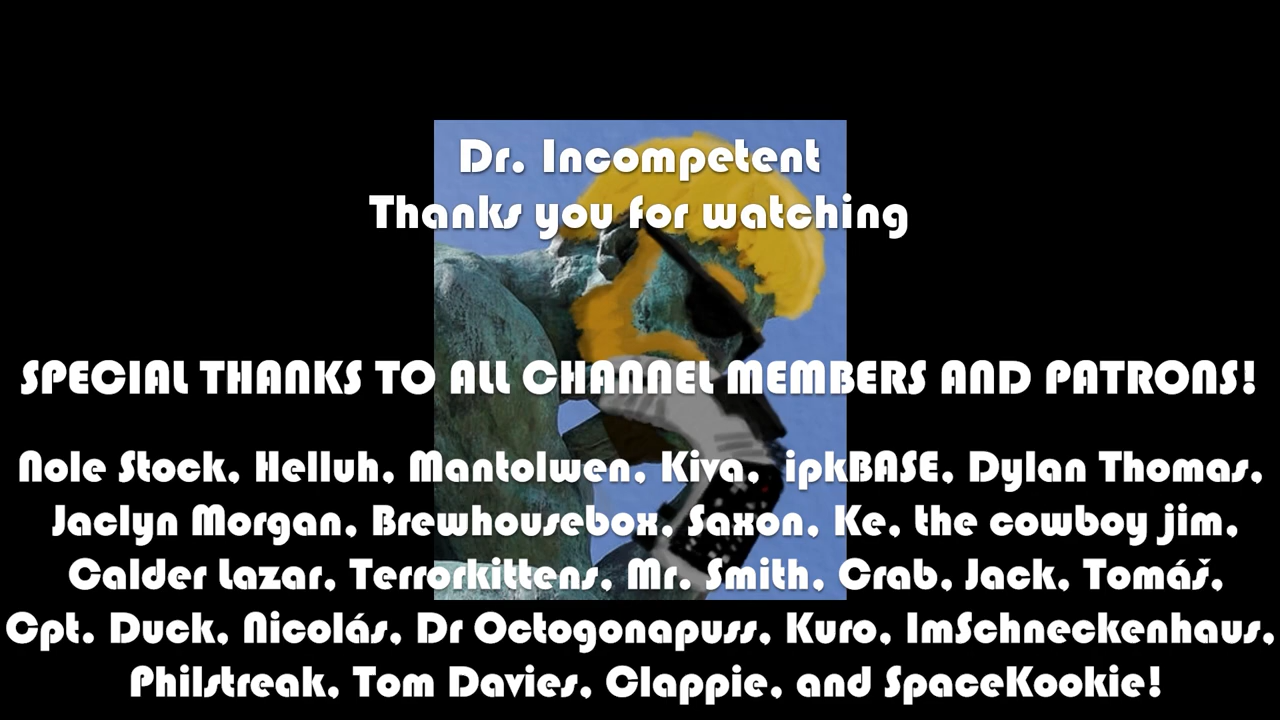 Dr. Incompetent
Thanks you for watching
SPECIAL THANKS TO ALL CHANNEL MEMBERS AND PATRONS!
Nole Stock, Helluh, Mantolwen, Kiva, ipkBASE, Dylan Thomas,
Jaclyn Morgan, Brewhousebox, Saxon, Ke, the cowboy jim,
Calder Lazar, Terrorkittens, Mr. Smith, Crab, Jack, Tomáš,
Cpt. Duck, Nicolás, Dr Octogonapuss, Kuro, ImSchneckenhaus,
Philstreak, Tom Davies, Clappie, and SpaceKookie!